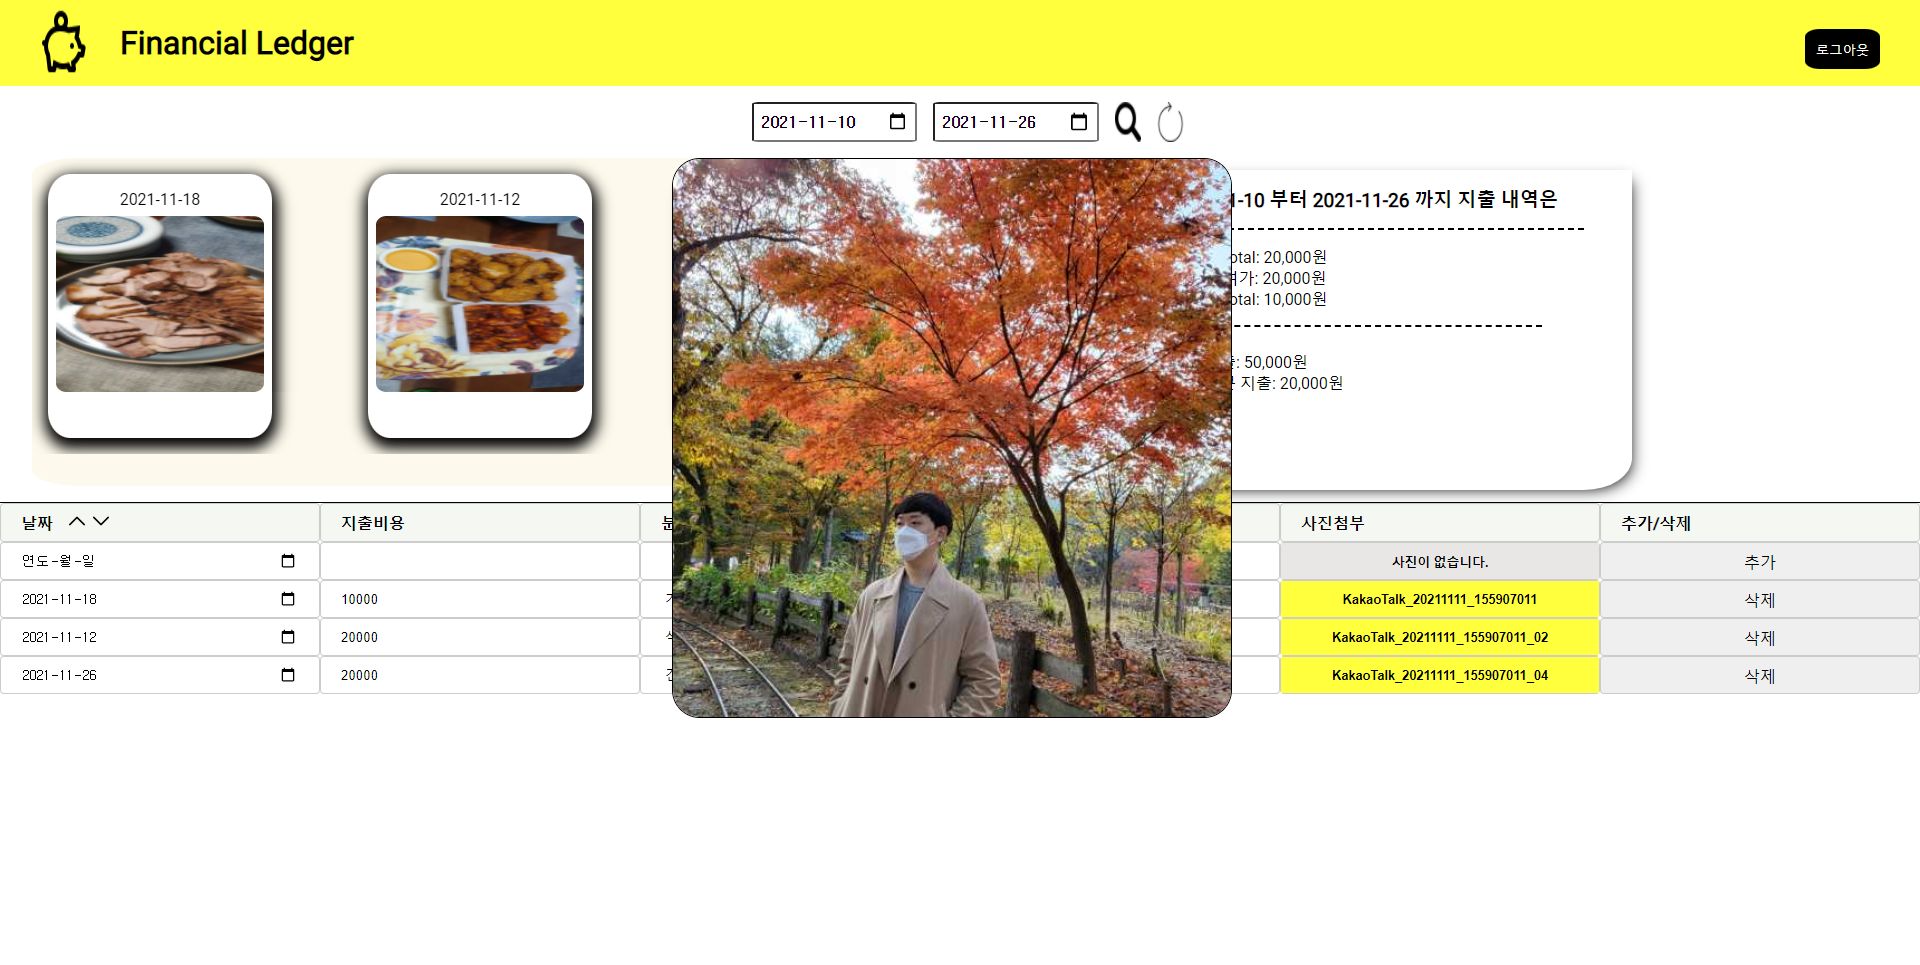 Financial Ledger
로그아웃
2021-11-10
2021-11-26
2021-11-18
2021-11-12
1-10 부터 2021-11-26 까지 지출 내역은
otal: 20,000원
가: 20,000원
otal: 10,000원
: 50,000원
지출: 20,000원
날짜 지출비용 사진첨부 추가/삭제
연도-월-일 사진이 없습니다. 추가
2021-11-18 10000 KakaoTalk_20211111_155907011 삭제
2021-11-12 20000 KakaoTalk_20211111_155907011_02 삭제
2021-11-26 20000 KakaoTalk_20211111_155907011_04 삭제